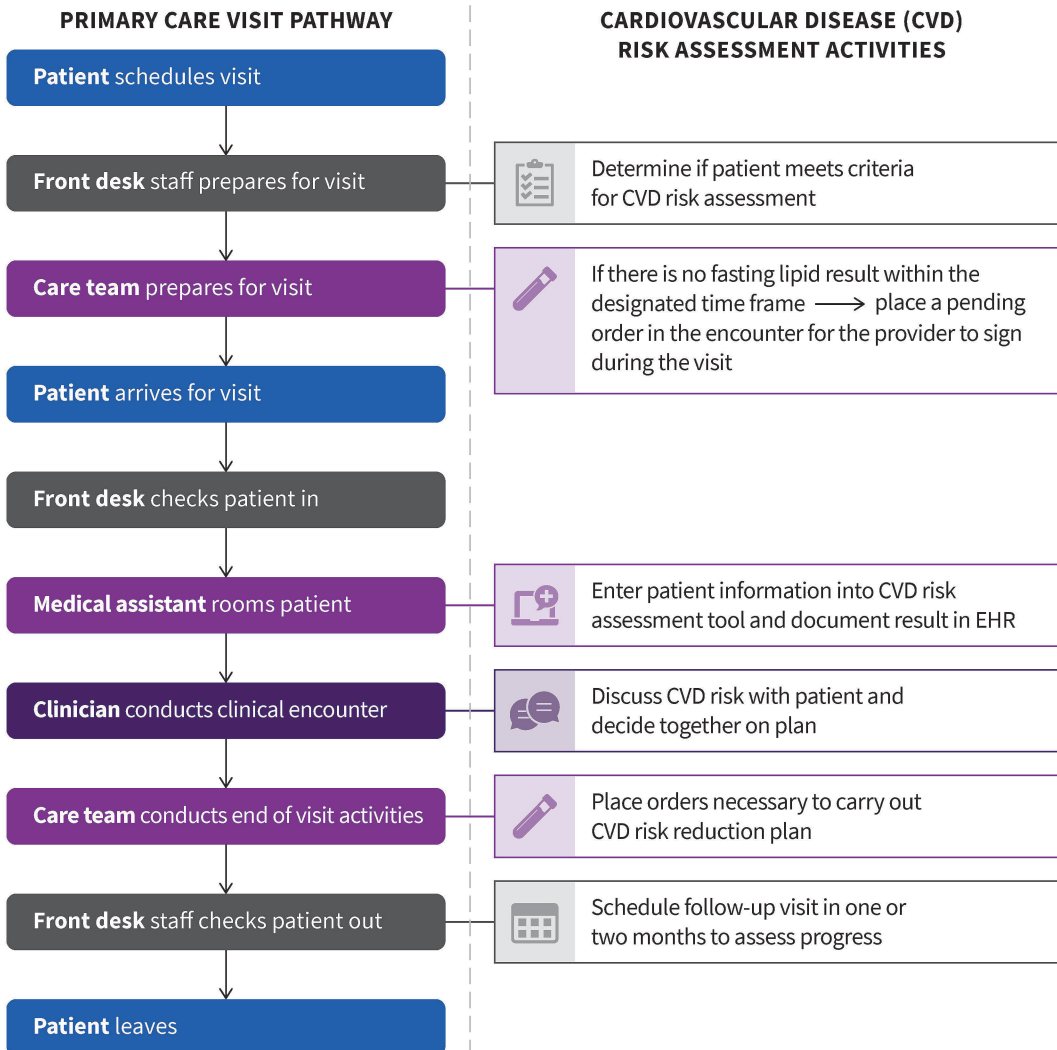 PRIMARY CARE VISIT PATHWAY
CARDIOVASCULAR DISEASE (CVD)
RISK ASSESSMENT ACTIVITIES
Patient schedules visit
Front desk staff prepares for visit
Determine if patient meets criteria
for CVD risk assessment
Care team prepares for visit
If there is no fasting lipid result within the
designated time frame ⟶ place a pending
order in the encounter for the provider to sign
during the visit
Patient arrives for visit
Front desk checks patient in
Medical assistant rooms patient
Enter patient information into CVD risk
assessment tool and document result in EHR
Clinician conducts clinical encounter
Discuss CVD risk with patient and
decide together on plan
Care team conducts end of visit activities
Place orders necessary to carry out
CVD risk reduction plan
Front desk staff checks patient out
Schedule follow-up visit in one or
two months to assess progress
Patient leaves